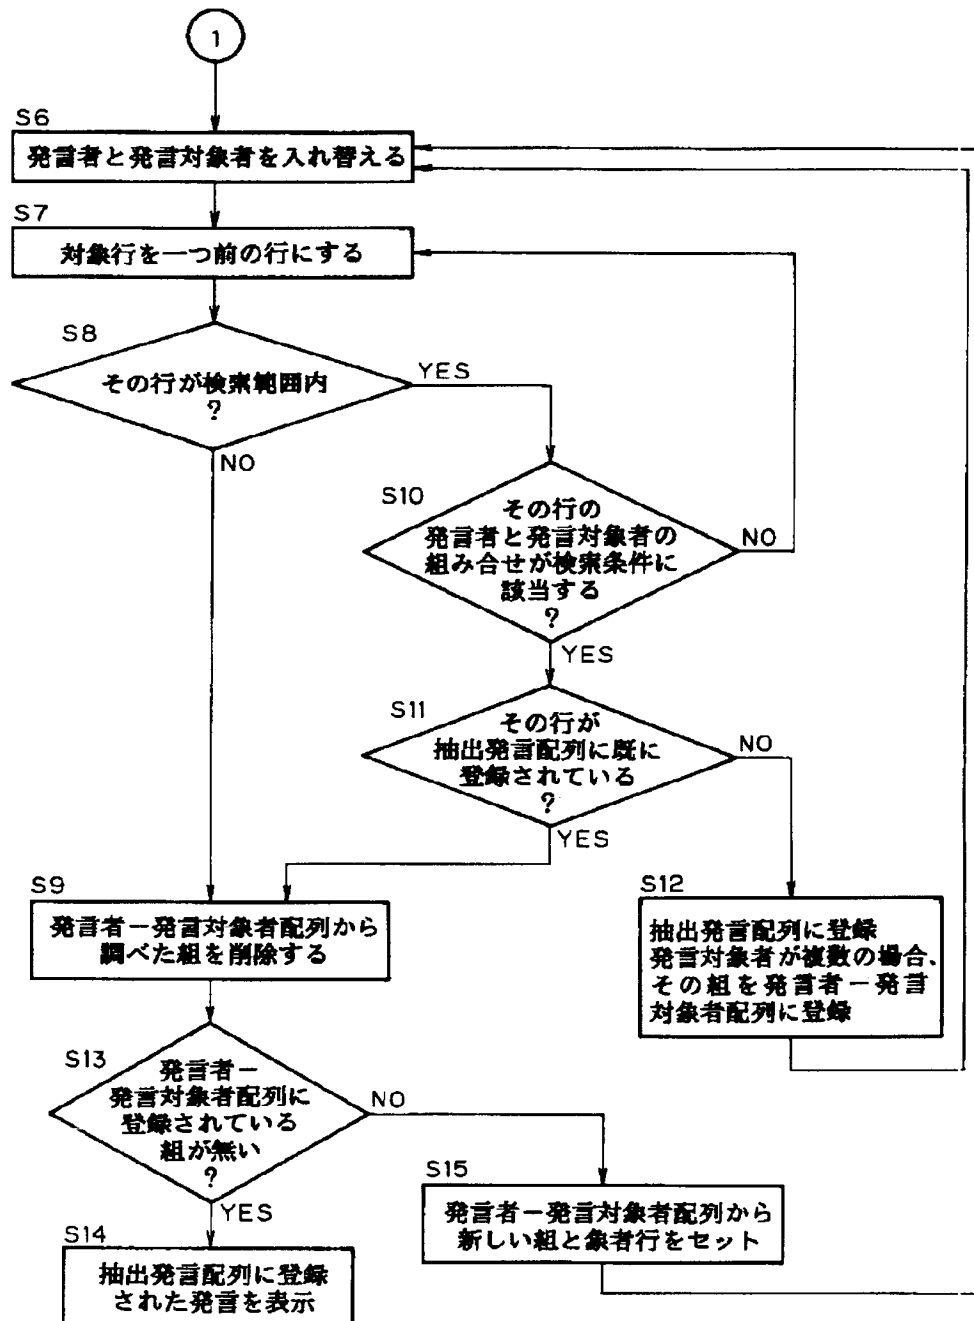 1
S6
発言者と発言対象者を入れ替える
S7
対象行を一つ前の行にする
S8
その行が検索範囲内
?
YES
NO
S10
その行の
発言者と発言対象者の
組み合せが検索条件に
該当する
?
NO
YES
S11
その行が
抽出発言配列に既に
登録されている
?
NO
YES
S9
発言者−発言対象者配列から
調べた組を削除する
S12
抽出発言配列に登録
発言対象者が複数の場合、
その組を発言者−発言
対象者配列に登録
S13
発言者−
発言対象者配列に
登録されている
組が無い
?
NO
YES
S15
発言者−発言対象者配列から
新しい組と象者行をセット
S14
抽出発言配列に登録
された発言を表示